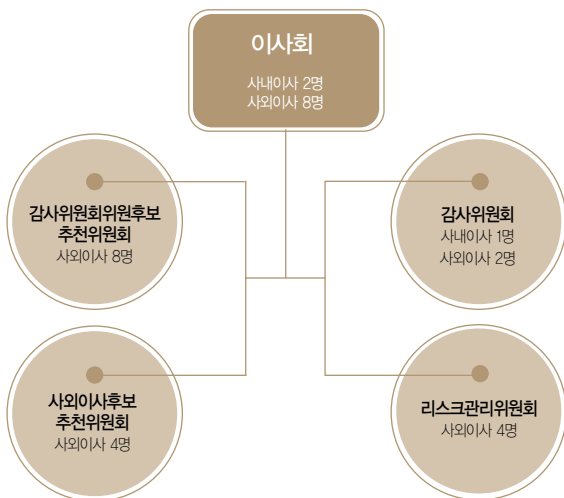 이사회
사내이사 2명
사외이사 8명
감사위원회위원후보
추천위원회
사외이사 8명
감사위원회
사내이사 1명
사외이사 2명
사외이사후보
추천위원회
사외이사 4명
리스크관리위원회
사외이사 4명